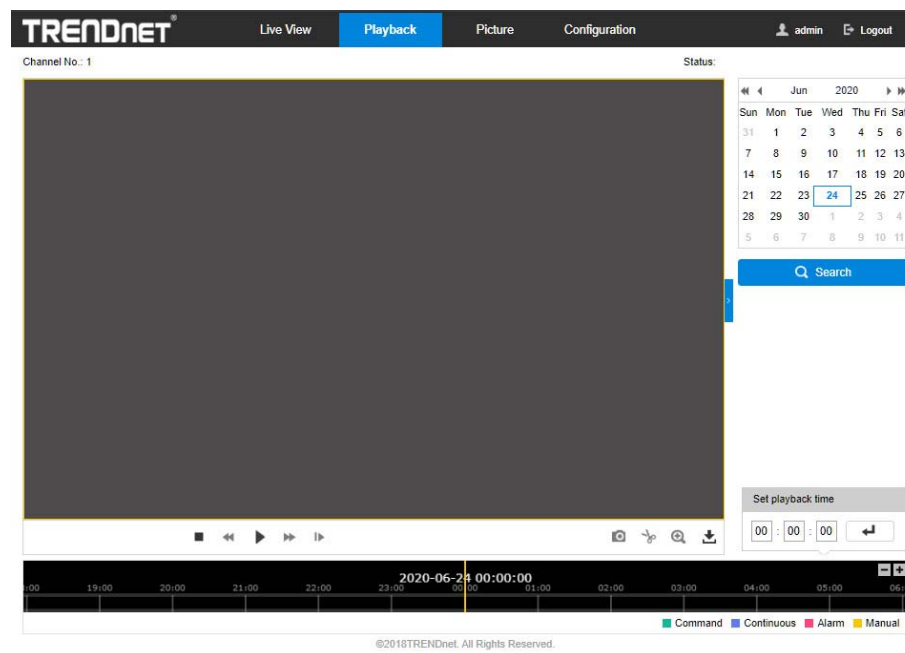 TRENDnet®
Live View Playback Picture Configuration admin Logout
Channel No.: 1 Status:
Jun 2020
Sun Mon Tue Wed Thu Fri Sat
31 1 2 3 4 5 6
7 8 9 10 11 12 13
14 15 16 17 18 19 20
21 22 23 24 25 26 27
28 29 30 1 2 3 4
5 6 7 8 9 10 11
Search
Set playback time
00 : 00 : 00
2020-06-24 00:00:00
:00 19:00 20:00 21:00 22:00 23:00 00:00 01:00 02:00 03:00 04:00 05:00 06:
Command Continuous Alarm Manual
©2018TRENDnet. All Rights Reserved.